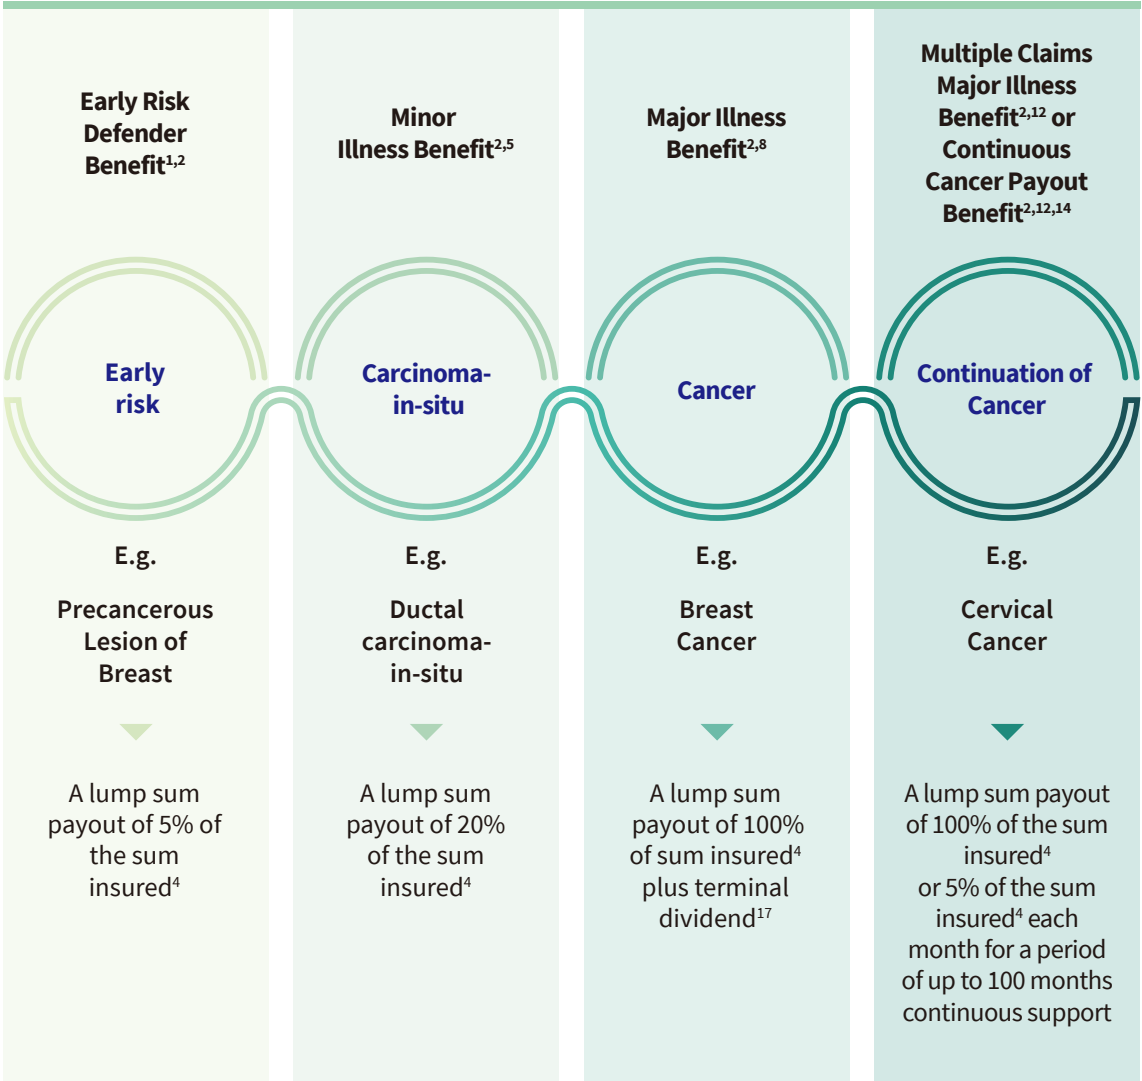 Early Risk
Defender
Benefit1,2
Minor
Illness Benefit2,5
Major Illness
Benefit2,8
Multiple Claims
Major Illness
Benefit2,12 or
Continuous
Cancer Payout
Benefit2,12,14
Early
risk
Carcinoma-
in-situ
Cancer
Continuation of
Cancer
E.g.
Precancerous
Lesion of
Breast
E.g.
Ductal
carcinoma-
in-situ
E.g.
Breast
Cancer
E.g.
Cervical
Cancer
A lump sum
payout of 5% of
the sum
insured4
A lump sum
payout of 20%
of the sum
insured4
A lump sum
payout of 100%
of sum insured4
plus terminal
dividend17
A lump sum payout
of 100% of the sum
insured4
or 5% of the sum
insured4 each
month for a period
of up to 100 months
continuous support